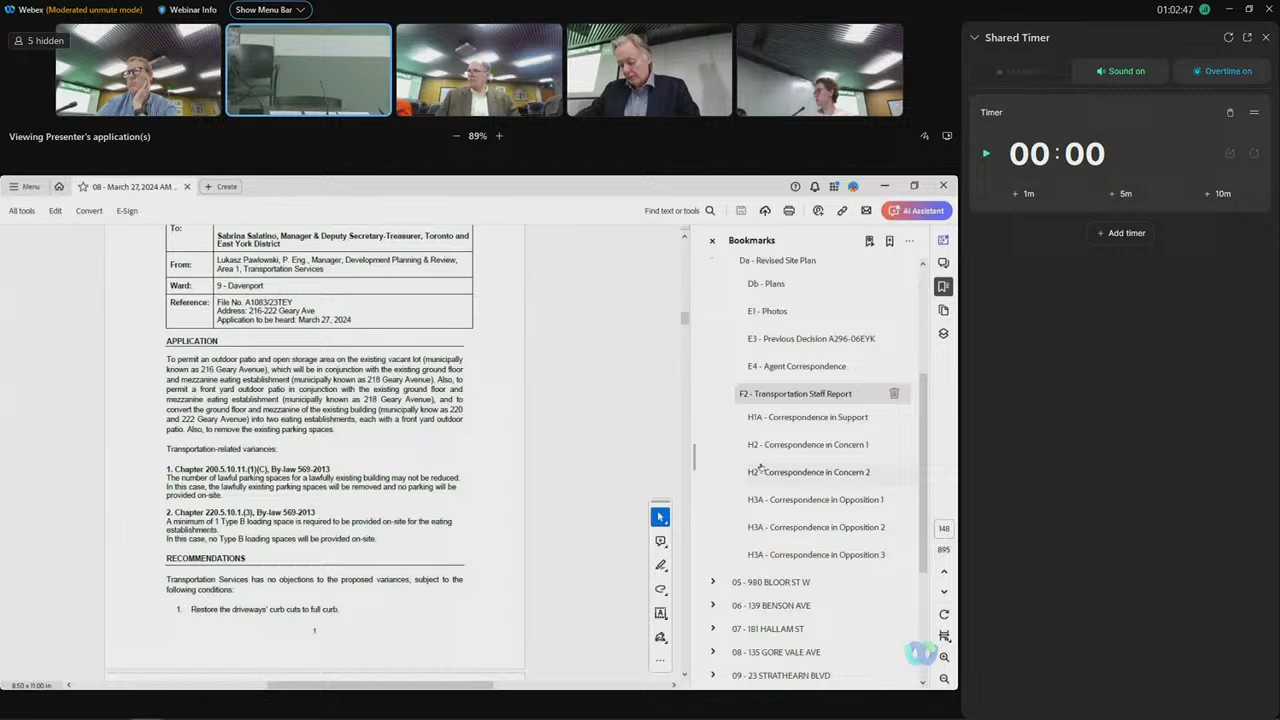 Webex (Moderated unmute mode) Webinar Info Show Menu Bar 01:02:47
5 hidden
Viewing Presenter's application(s) 89%
Menu 08 - March 27, 2024 AM ... Create
All tools Edit Convert E-Sign Find text or tools AI Assistant
To: Sabrina Salatino, Manager & Deputy Secretary-Treasurer, Toronto and
East York District
From: Lukasz Pawlowski, P. Eng., Manager, Development Planning & Review,
Area 1, Transportation Services
Ward: 9 - Davenport
Reference: File No. A1083/23TEY
Address: 216-222 Geary Ave
Application to be heard: March 27, 2024
APPLICATION
To permit an outdoor patio and open storage area on the existing vacant lot (municipally
known as 216 Geary Avenue), which will be in conjunction with the existing ground floor
and mezzanine eating establishment (municipally known as 218 Geary Avenue). Also, to
permit a front yard outdoor patio in conjunction with the existing ground floor and
mezzanine eating establishment (municipally known as 218 Geary Avenue), and to
convert the ground floor and mezzanine of the existing building (municipally know as 220
and 222 Geary Avenue) into two eating establishments, each with a front yard outdoor
patio. Also, to remove the existing parking spaces.
Transportation-related variances:
1. Chapter 200.5.10.11.(1)(C), By-law 569-2013
The number of lawful parking spaces for a lawfully existing building may not be reduced.
In this case, the lawfully existing parking spaces will be removed and no parking will be
provided on-site.
2. Chapter 220.5.10.1.(3), By-law 569-2013
A minimum of 1 Type B loading space is required to be provided on-site for the eating
establishments.
In this case, no Type B loading spaces will be provided on-site.
RECOMMENDATIONS
Transportation Services has no objections to the proposed variances, subject to the
following conditions:
1. Restore the driveways' curb cuts to full curb.
1
8.50 x 11.00 in
Bookmarks
Da - Revised Site Plan
Db - Plans
E1 - Photos
E3 - Previous Decision A296-06EYK
E4 - Agent Correspondence
F2 - Transportation Staff Report
H1A - Correspondence in Support
H2 - Correspondence in Concern 1
H2 - Correspondence in Concern 2
H3A - Correspondence in Opposition 1
H3A - Correspondence in Opposition 2
H3A - Correspondence in Opposition 3
05 - 980 BLOOR ST W
06 - 139 BENSON AVE
07 - 181 HALLAM ST
08 - 135 GORE VALE AVE
09 - 23 STRATHEARN BLVD
148
895
Shared Timer
Sound on Overtime on
Timer
00:00
+ 1m + 5m + 10m
+ Add timer